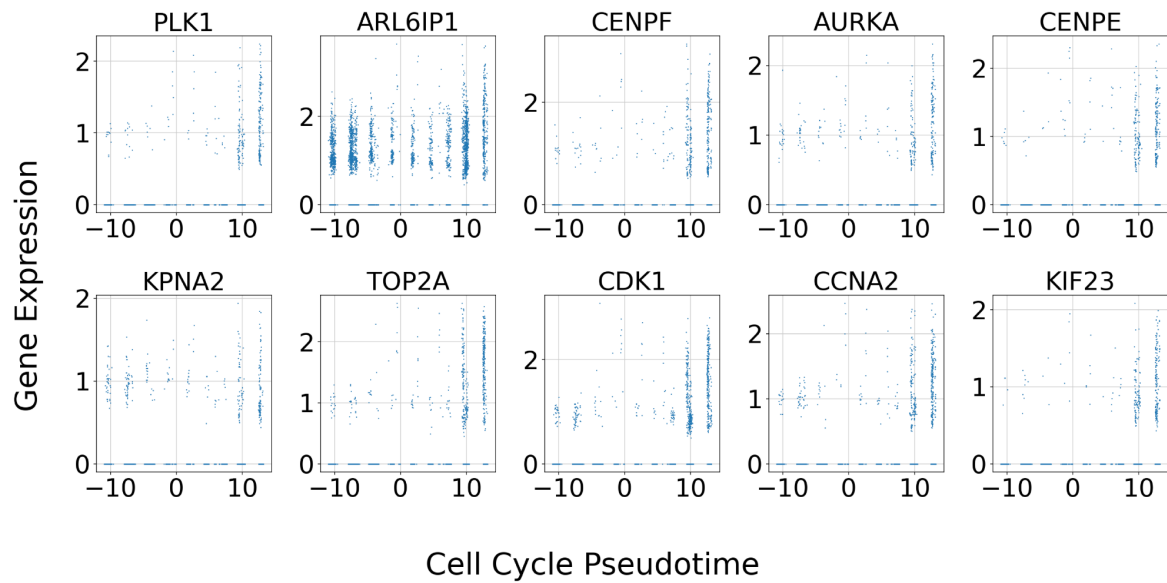 PLK1 ARL6IP1 CENPF AURKA CENPE
2 2 2 2 2
1 1 1 1
0 0 0 0 0
−10 0 10 −10 0 10 −10 0 10 −10 0 10 −10 0 10
KPNA2 TOP2A CDK1 CCNA2 KIF23
2 2 2 2 2
1 1 1 1
0 0 0 0 0
−10 0 10 −10 0 10 −10 0 10 −10 0 10 −10 0 10
Gene Expression
Cell Cycle Pseudotime